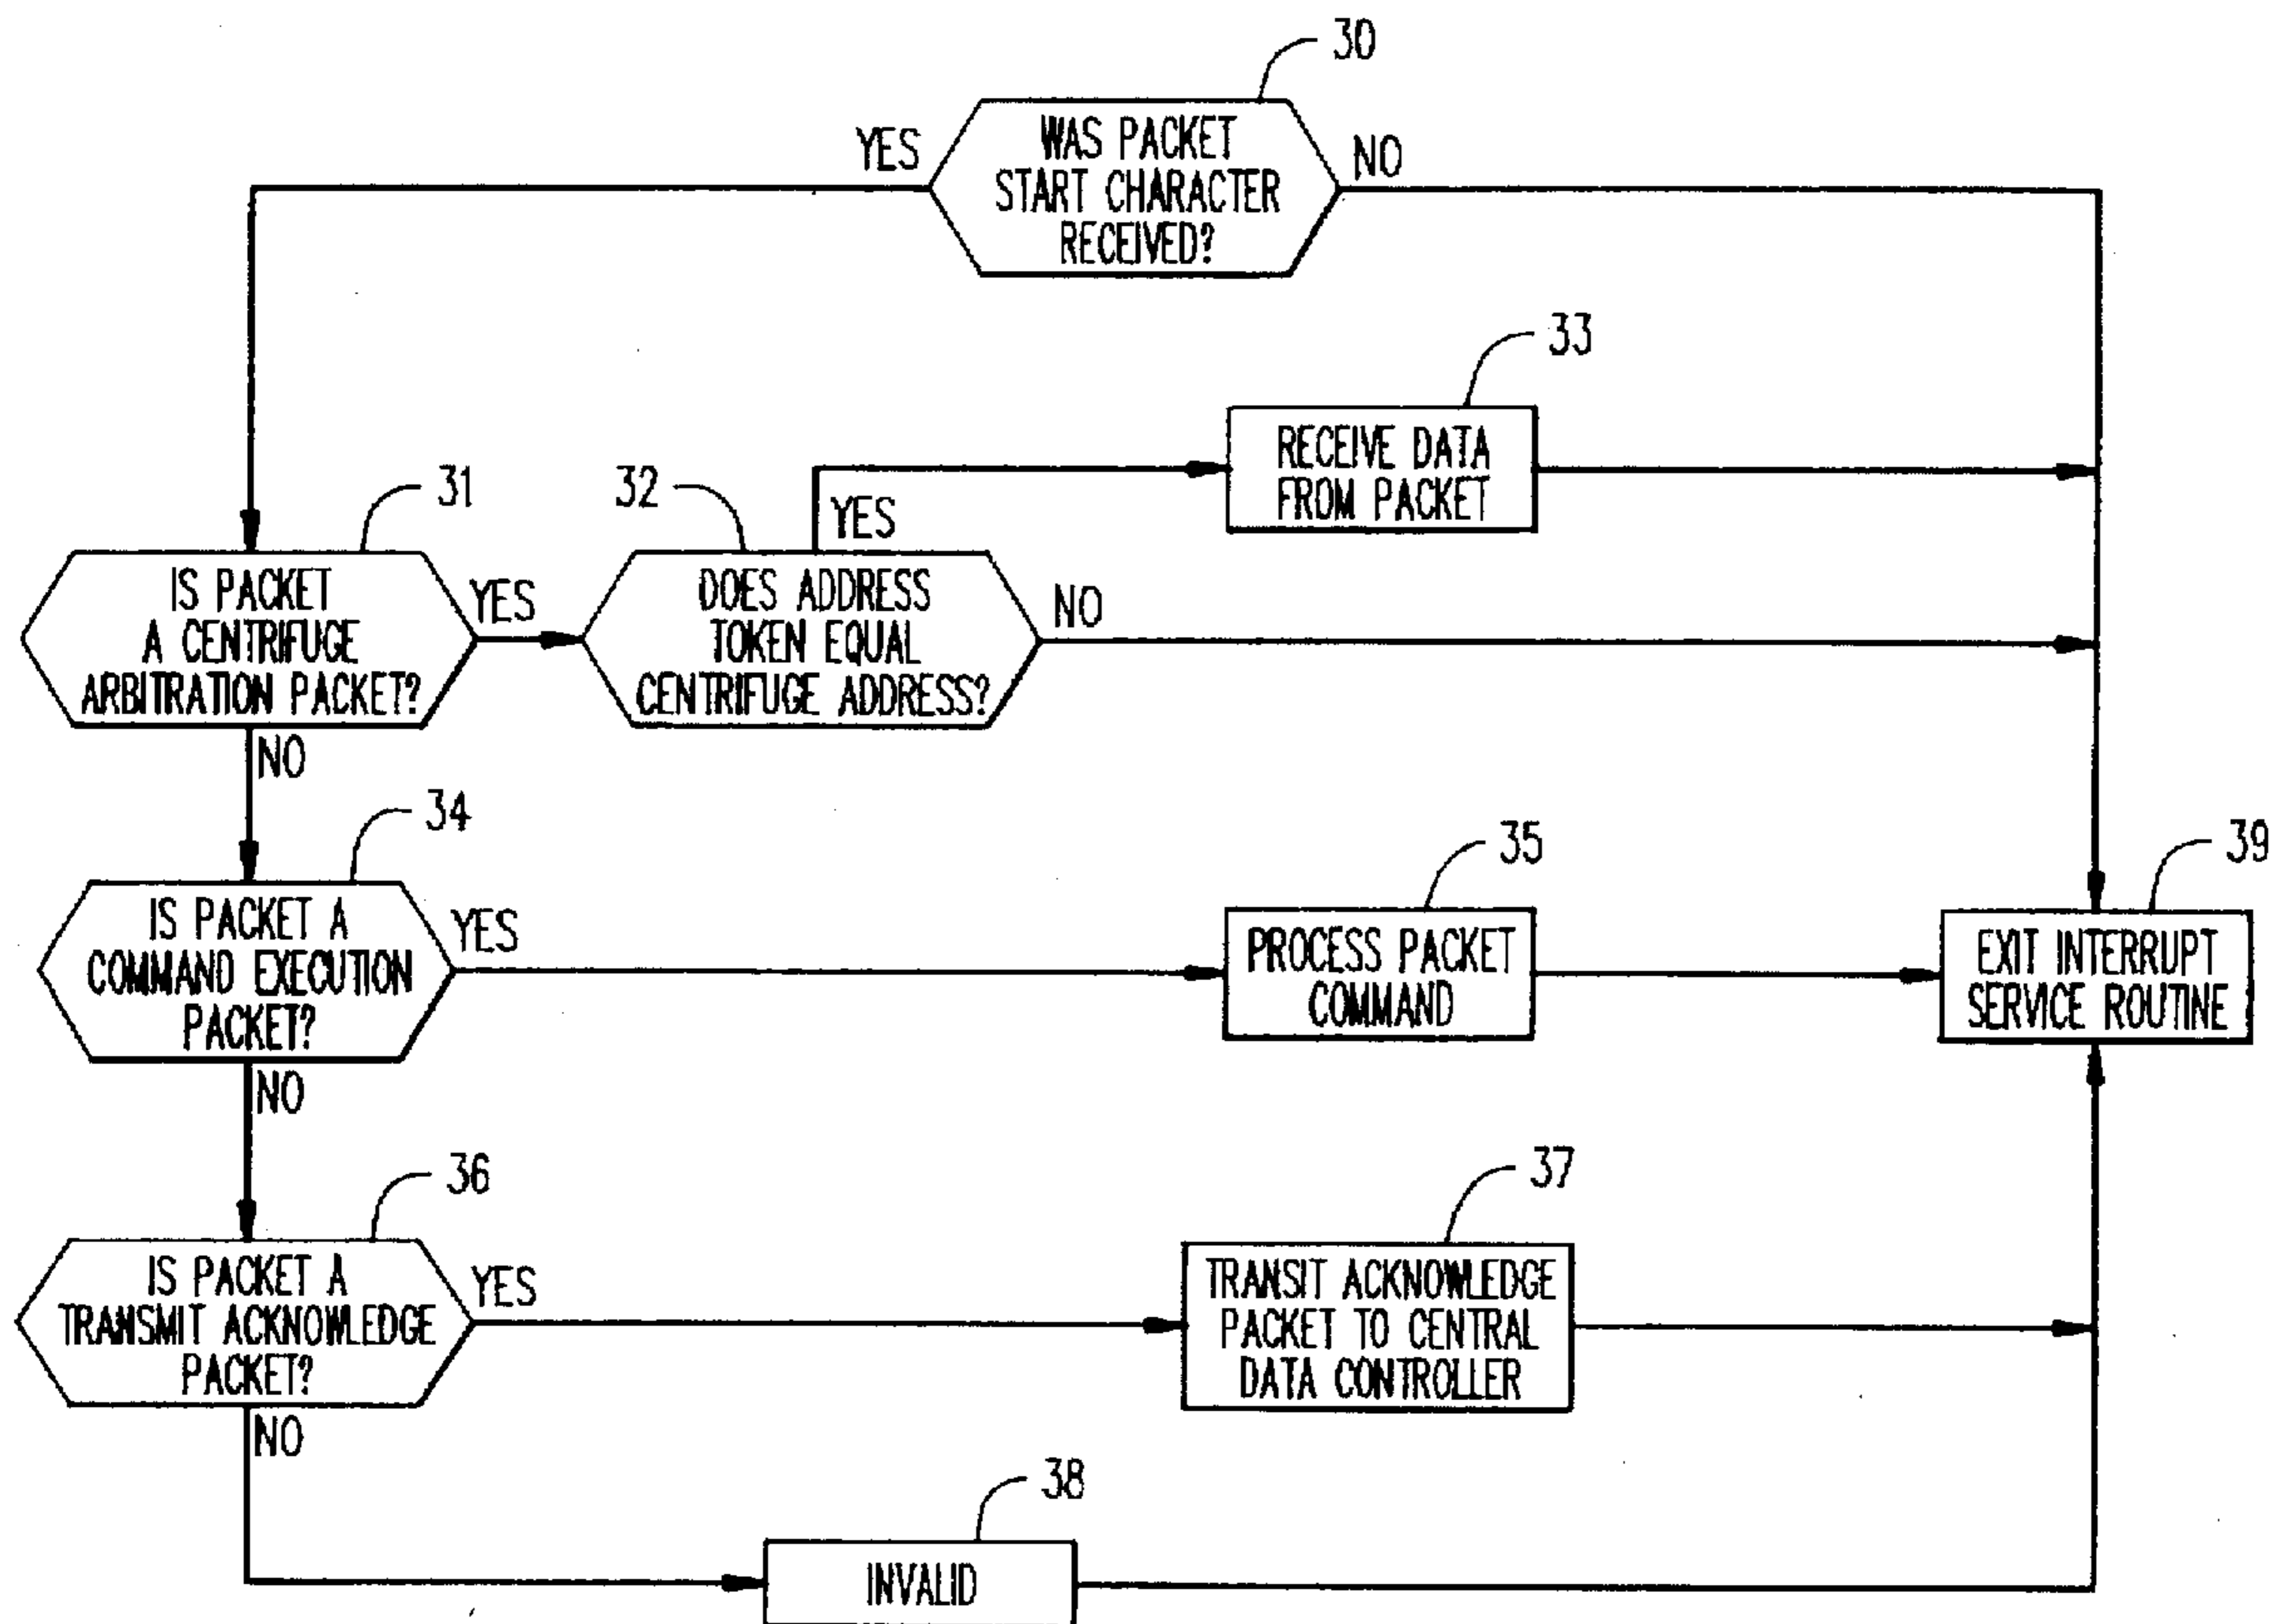 30
WAS PACKET
START CHARACTER
RECEIVED?
YES
NO
33
RECEIVE DATA
FROM PACKET
31
IS PACKET
A CENTRIFUGE
ARBITRATION PACKET?
YES
NO
32
DOES ADDRESS
TOKEN EQUAL
CENTRIFUGE ADDRESS?
YES
NO
34
IS PACKET A
COMMAND EXECUTION
PACKET?
YES
NO
35
PROCESS PACKET
COMMAND
39
EXIT INTERRUPT
SERVICE ROUTINE
36
IS PACKET A
TRANSMIT ACKNOWLEDGE
PACKET?
YES
NO
37
TRANSIT ACKNOWLEDGE
PACKET TO CENTRAL
DATA CONTROLLER
38
INVALID